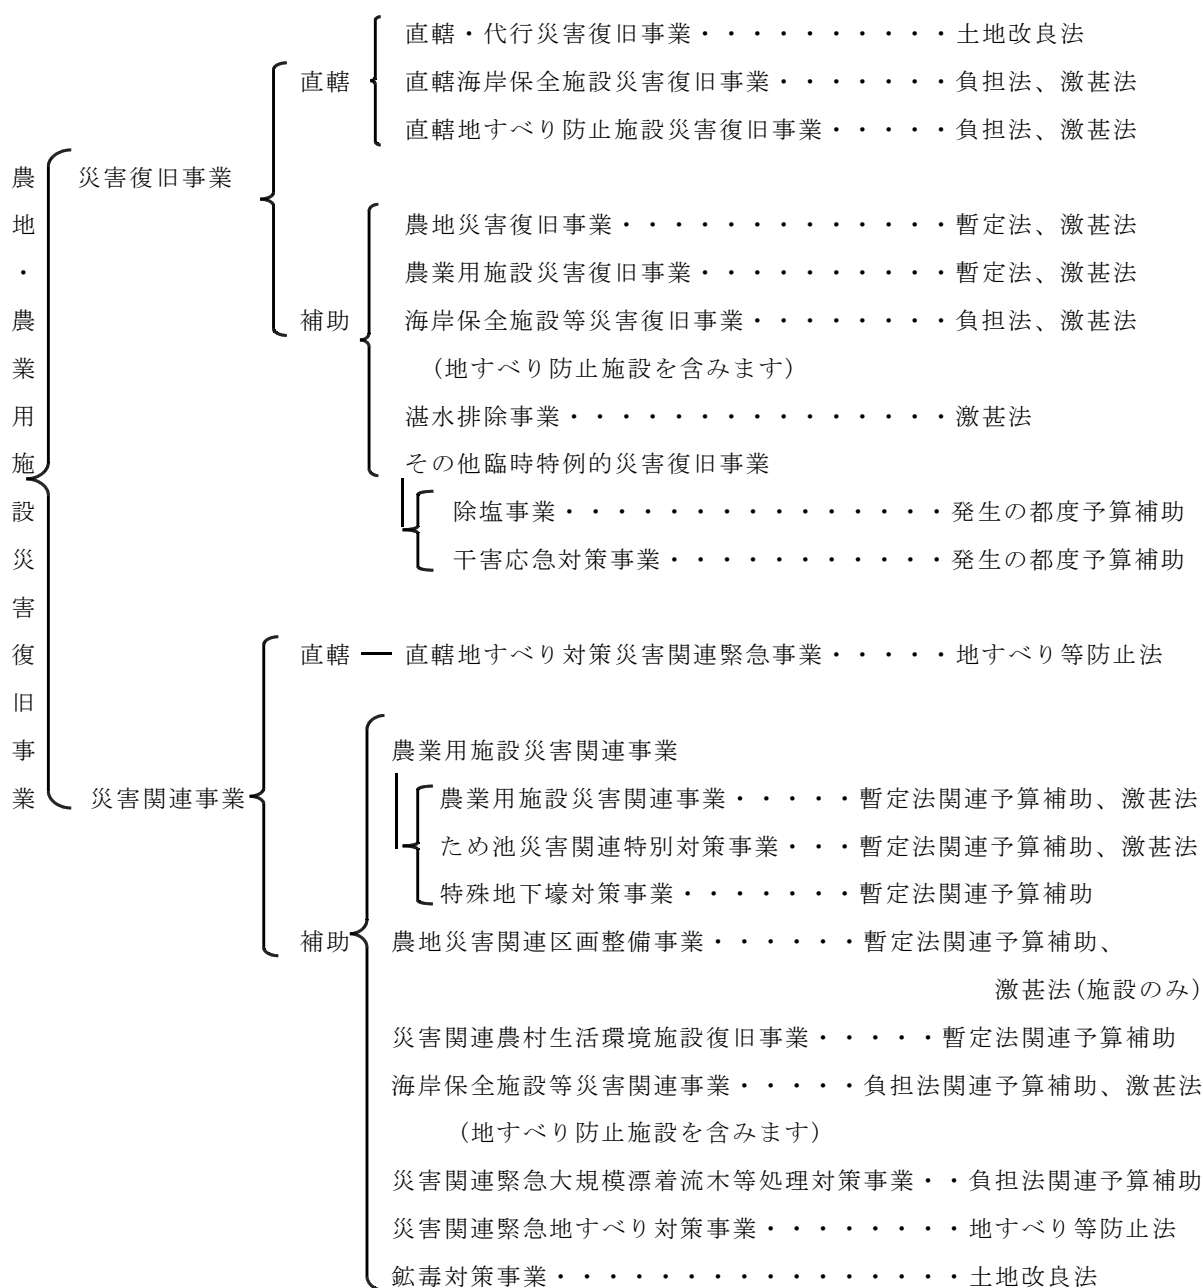 農地・農業用施設災害復旧事業
災害復旧事業
直轄
直轄・代行災害復旧事業・・・・・・・・・・土地改良法
直轄海岸保全施設災害復旧事業・・・・・・・負担法、激甚法
直轄地すべり防止施設災害復旧事業・・・・・負担法、激甚法
補助
農地災害復旧事業・・・・・・・・・・・・・暫定法、激甚法
農業用施設災害復旧事業・・・・・・・・・・暫定法、激甚法
海岸保全施設等災害復旧事業・・・・・・・・負担法、激甚法
（地すべり防止施設を含みます）
湛水排除事業・・・・・・・・・・・・・・・激甚法
その他臨時特例的災害復旧事業
除塩事業・・・・・・・・・・・・・・・発生の都度予算補助
干害応急対策事業・・・・・・・・・・・発生の都度予算補助
災害関連事業
直轄
直轄地すべり対策災害関連緊急事業・・・・・地すべり等防止法
補助
農業用施設災害関連事業
農業用施設災害関連事業・・・・・暫定法関連予算補助、激甚法
ため池災害関連特別対策事業・・・暫定法関連予算補助、激甚法
特殊地下壕対策事業・・・・・・・暫定法関連予算補助
農地災害関連区画整備事業・・・・・・暫定法関連予算補助、
激甚法(施設のみ)
災害関連農村生活環境施設復旧事業・・・・・暫定法関連予算補助
海岸保全施設等災害関連事業・・・・・負担法関連予算補助、激甚法
（地すべり防止施設を含みます）
災害関連緊急大規模漂着流木等処理対策事業・・負担法関連予算補助
災害関連緊急地すべり対策事業・・・・・・・・地すべり等防止法
鉱毒対策事業・・・・・・・・・・・・・・・・土地改良法